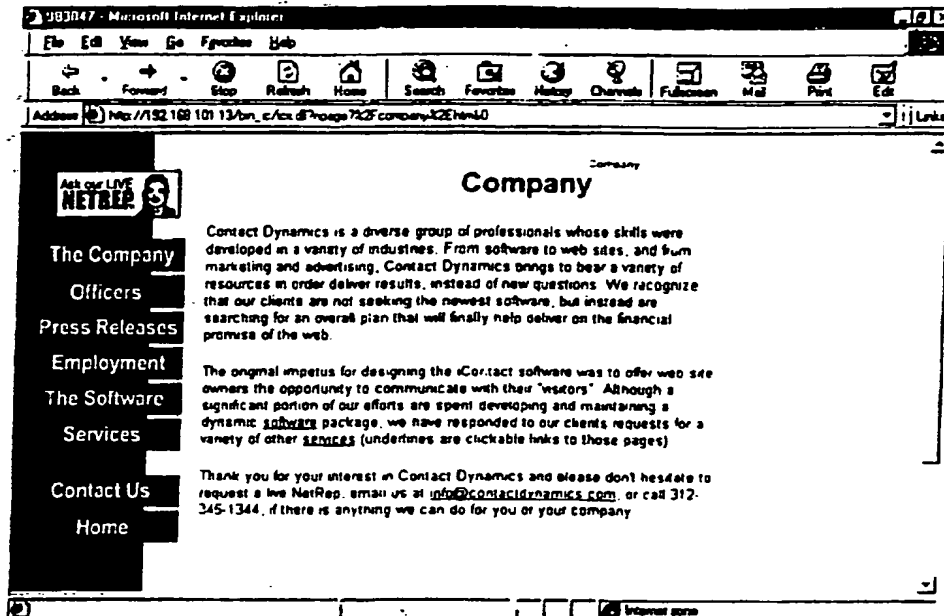 983047 - Microsoft Internet Explorer
File Edit View Go Favorites Help
Back Forward Stop Refresh Home Search Favorites History Channels Fullscreen Mail Print Edit
Address Links
Company
Company
Ask our LIVE
NETREP.
The Company
Officers
Press Releases
Employment
The Software
Services
Contact Us
Home
Contact Dynamics is a diverse group of professionals whose skills were
developed in a variety of industries. From software to web sites, and from
marketing and advertising, Contact Dynamics brings to bear a variety of
resources in order deliver results, instead of new questions. We recognize
that our clients are not seeking the newest software, but instead are
searching for an overall plan that will finally help deliver on the financial
promise of the web.
The original impetus for designing the iContact software was to offer web site
owners the opportunity to communicate with their "visitors". Although a
significant portion of our efforts are spent developing and maintaining a
dynamic software package, we have responded to our clients requests for a
variety of other services (underlines are clickable links to those pages)
Thank you for your interest in Contact Dynamics and please don't hesitate to
request a live NetRep, email us at info@contactdynamics.com, or call 312-
345-1344, if there is anything we can do for you or your company
Internet zone